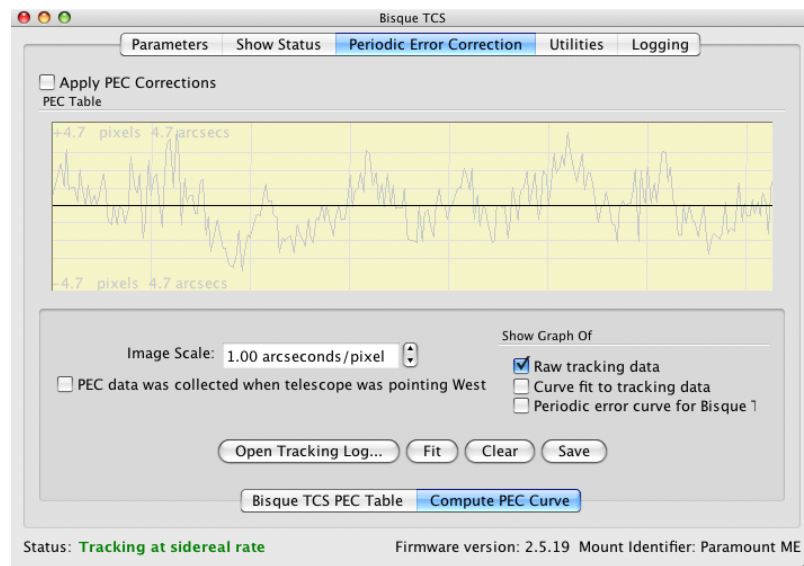 Bisque TCS
Parameters Show Status Periodic Error Correction Utilities Logging
Apply PEC Corrections
PEC Table
+4.7 pixels 4.7 arcsecs
-4.7 pixels 4.7 arcsecs
Image Scale: 1.00 arcseconds/pixel
PEC data was collected when telescope was pointing West
Show Graph Of
Raw tracking data
Curve fit to tracking data
Periodic error curve for Bisque T
Open Tracking Log... Fit Clear Save
Bisque TCS PEC Table Compute PEC Curve
Status: Tracking at sidereal rate Firmware version: 2.5.19 Mount Identifier: Paramount ME